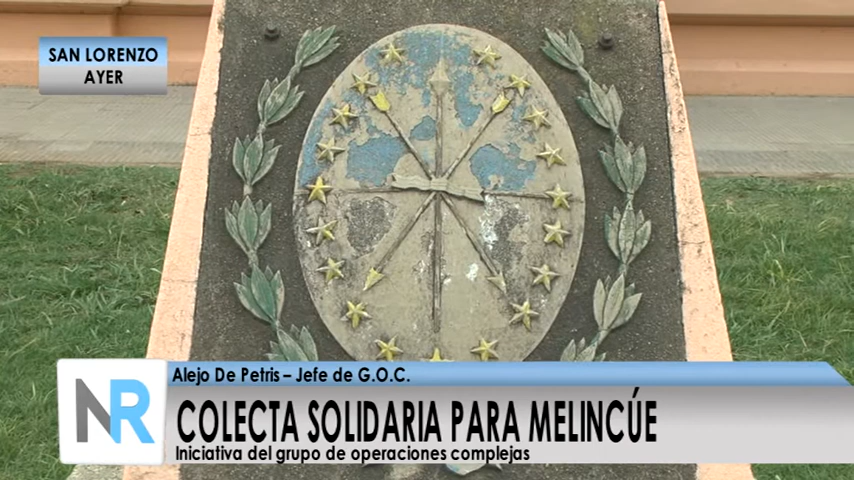 SAN LORENZO
AYER
NR
Alejo De Petris – Jefe de G.O.C.
COLECTA SOLIDARIA PARA MELINCÚE
Iniciativa del grupo de operaciones complejas